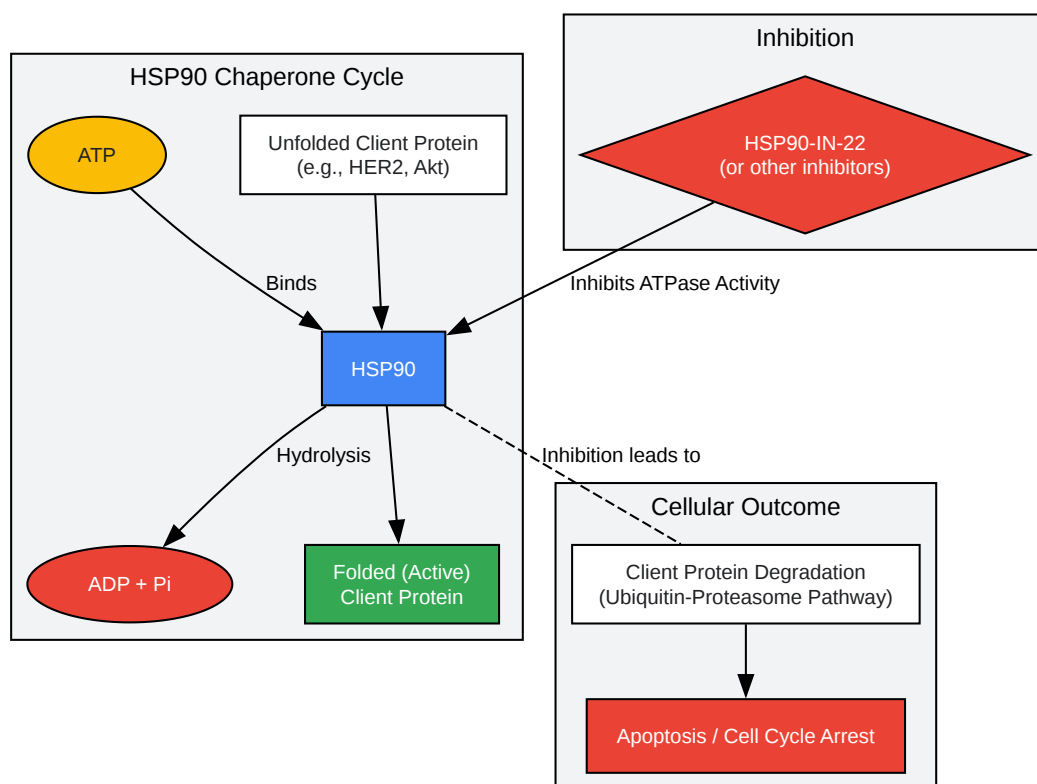 Inhibition
HSP90 Chaperone Cycle
HSP90-IN-22
(or other inhibitors)
ATP
Unfolded Client Protein
(e.g., HER2, Akt)
Binds
Inhibits ATPase Activity
HSP90
Hydrolysis
Inhibition leads to
Cellular Outcome
ADP + Pi
Folded (Active)
Client Protein
Client Protein Degradation
(Ubiquitin-Proteasome Pathway)
Apoptosis / Cell Cycle Arrest